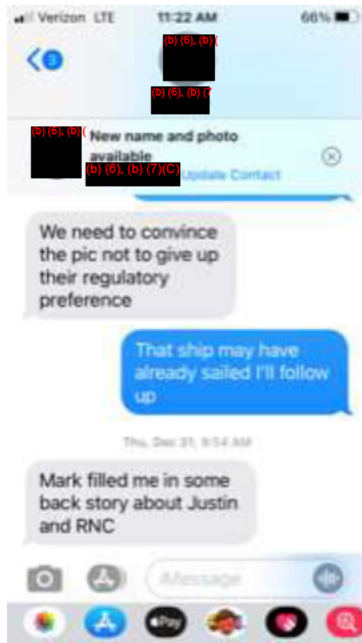 Verizon LTE 11:22 AM 66%
3
(b) (6), (b) (
(b) (6), (b) (7
(b) (6), (b) (
New name and photo
available
(b) (6), (b) (7)(C)
Update Contact
We need to convince
the pic not to give up
their regulatory
preference
That ship may have
already sailed I'll follow
up
Thu, Dec 31, 9:54 AM
Mark filled me in some
back story about Justin
and RNC
iMessage
Pay